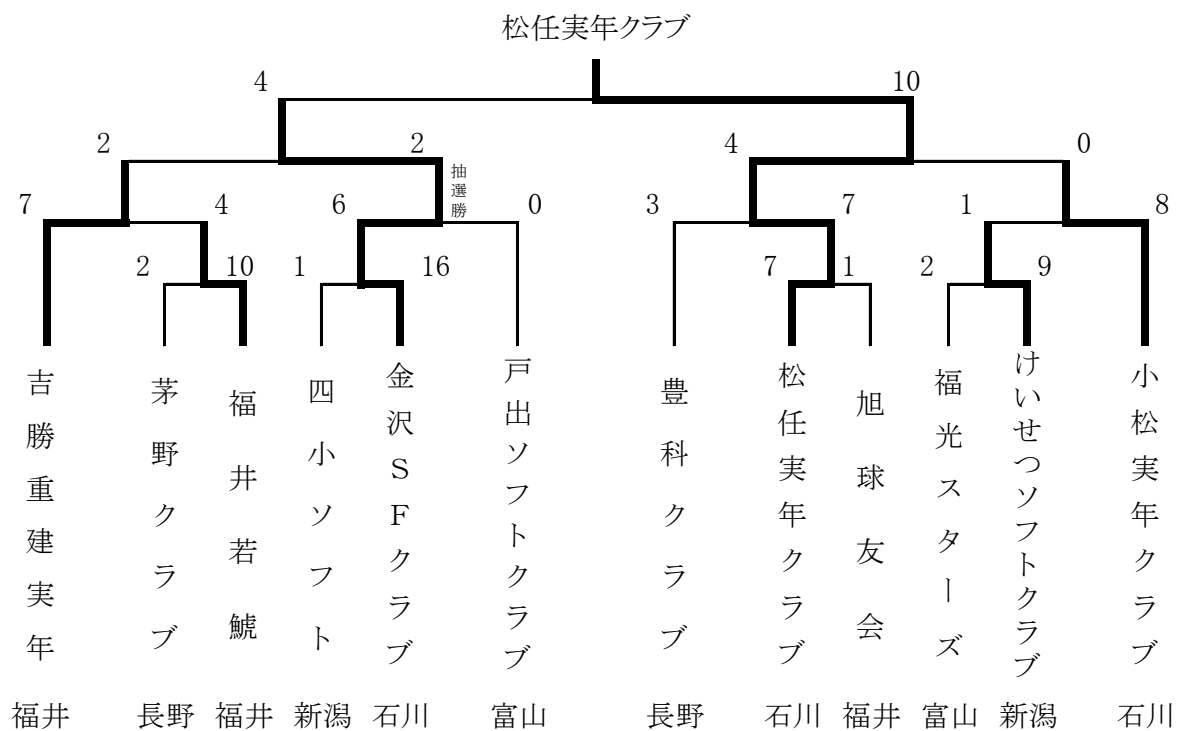 松任実年クラブ
4 10
2 2 4 0
抽選勝
7 4 6 0 3 7 1 8
2 10 1 16 7 1 2 9
吉勝重建実年
茅野クラブ
福井若鯱
四小ソフト
金沢SFクラブ
戸出ソフトクラブ
豊科クラブ
松任実年クラブ
旭球友会
福光スターズ
けいせつソフトクラブ
小松実年クラブ
福井 長野 福井 新潟 石川 富山 長野 石川 福井 富山 新潟 石川